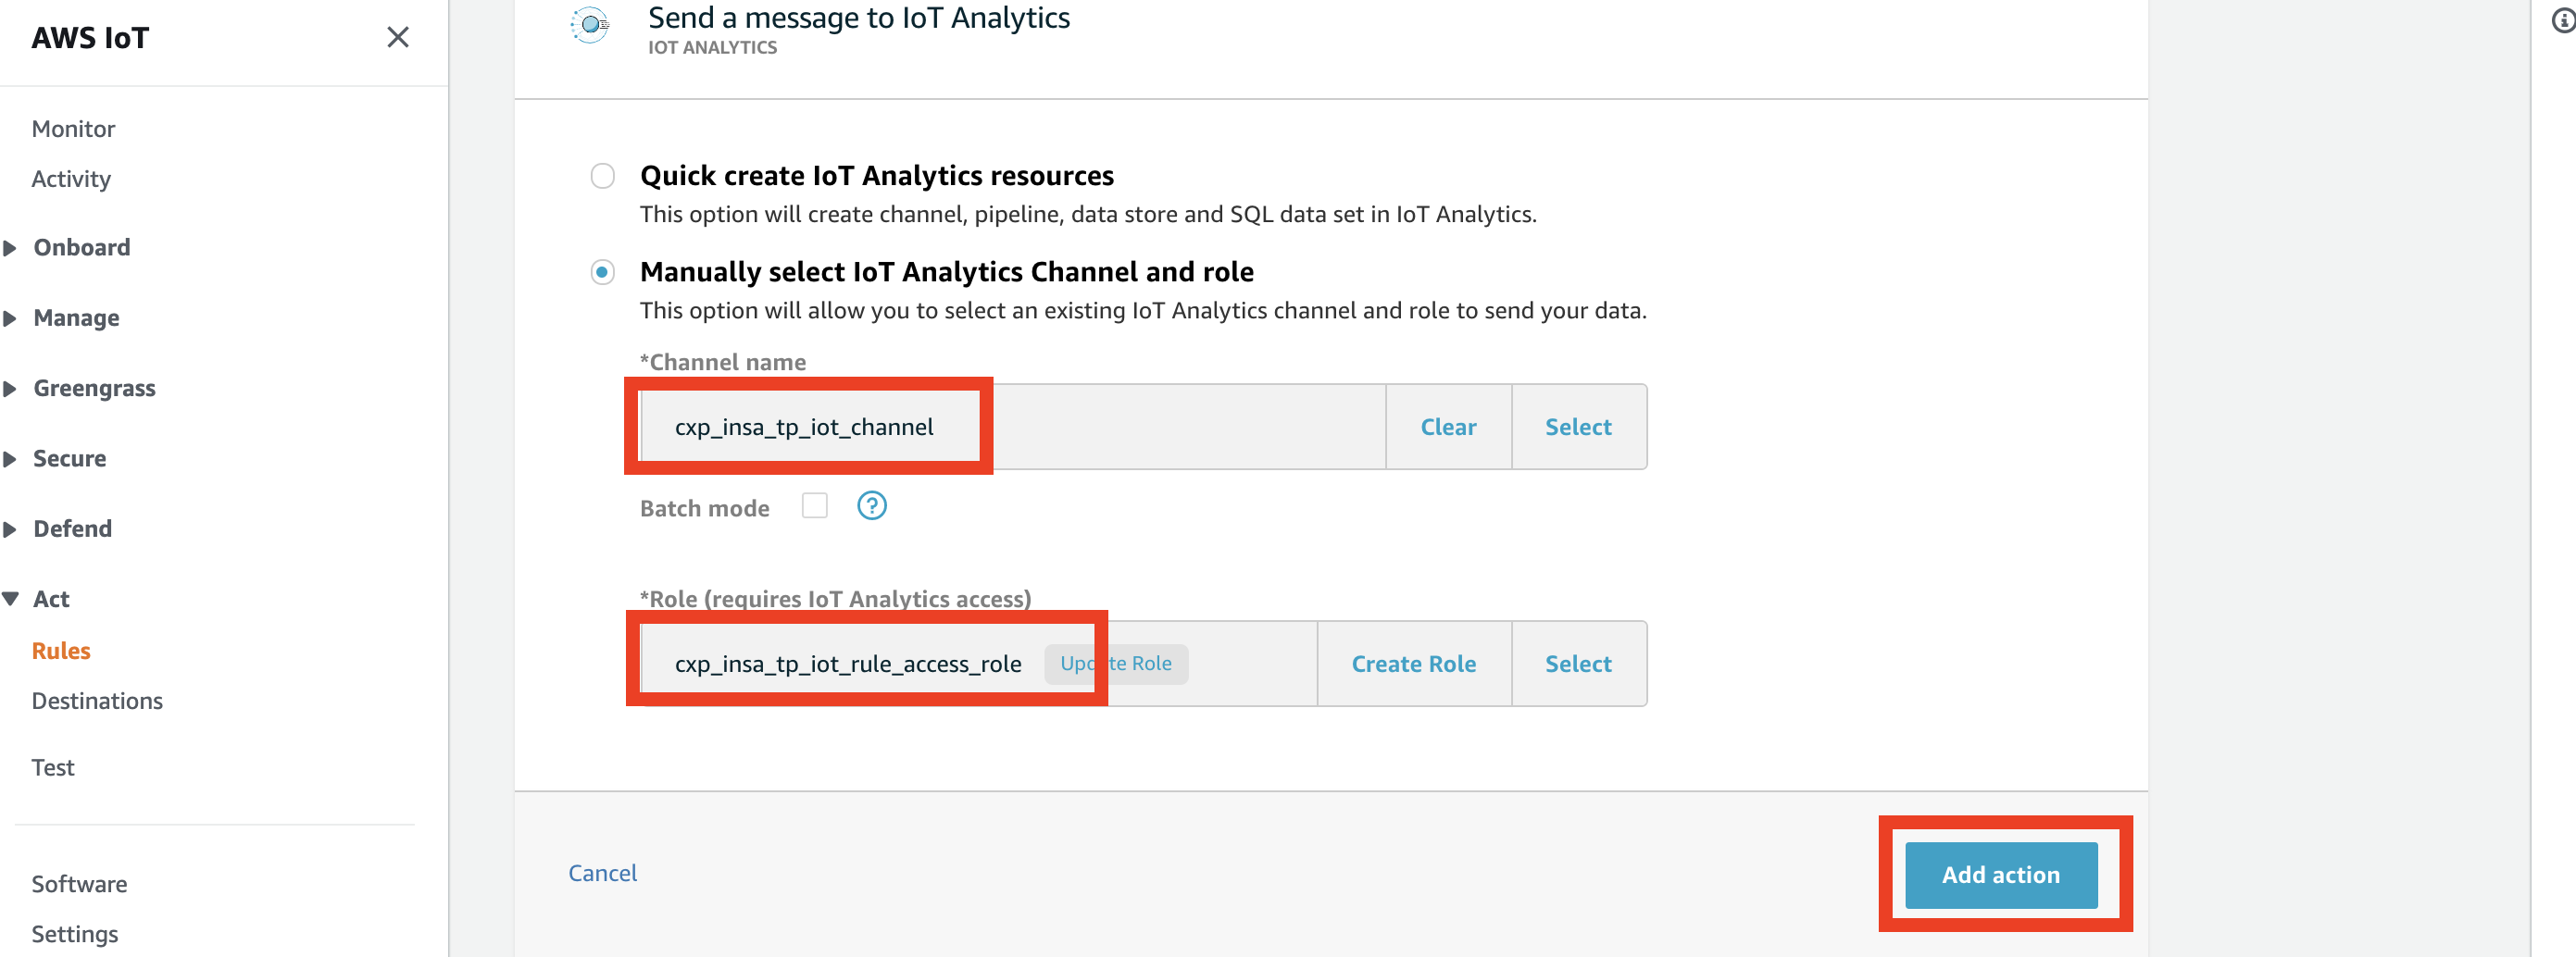 AWS IoT
Monitor
Activity
Onboard
Manage
Greengrass
Secure
Defend
Act
Rules
Destinations
Test
Software
Settings
Send a message to IoT Analytics
IOT ANALYTICS
Quick create IoT Analytics resources
This option will create channel, pipeline, data store and SQL data set in IoT Analytics.
Manually select IoT Analytics Channel and role
This option will allow you to select an existing IoT Analytics channel and role to send your data.
*Channel name
cxp_insa_tp_iot_channel Clear Select
Batch mode ?
*Role (requires IoT Analytics access)
cxp_insa_tp_iot_rule_access_role Update Role Create Role Select
Cancel Add action